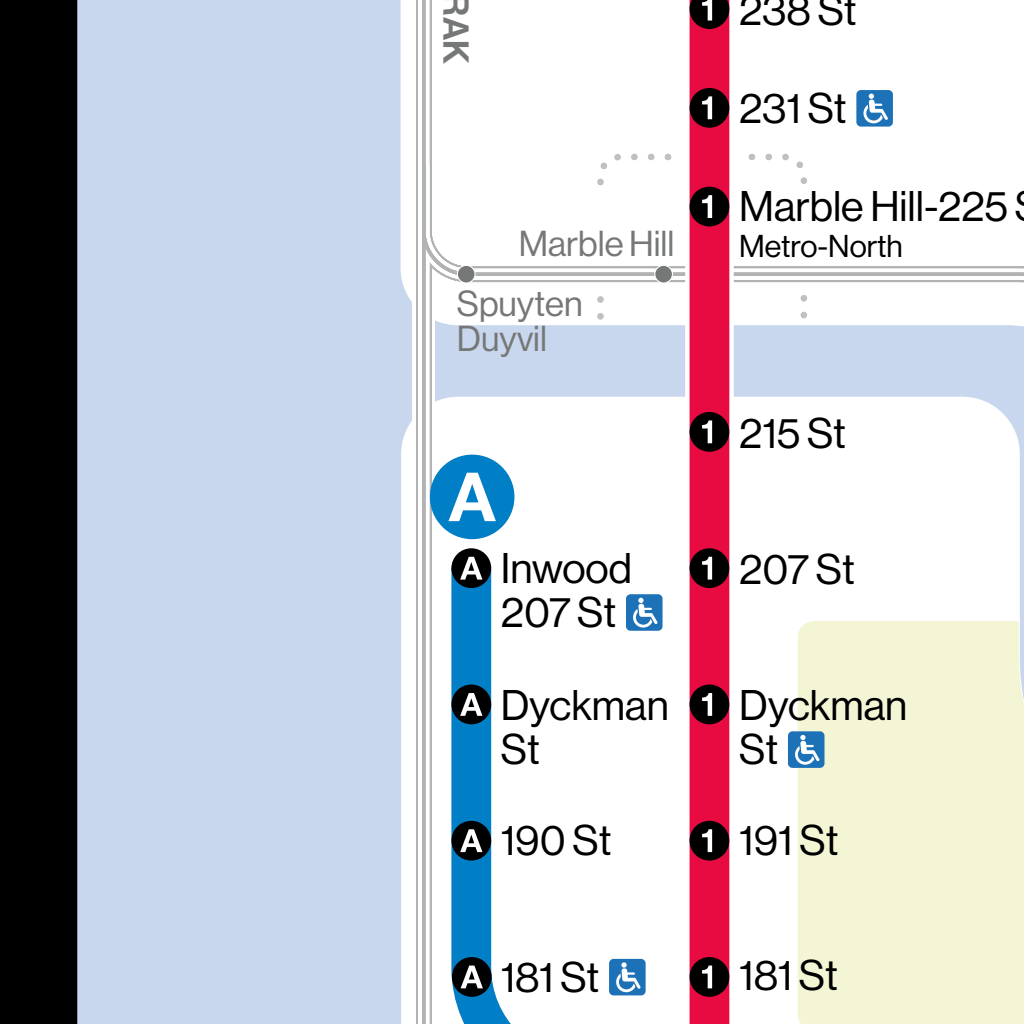 RAK
1 238 St
1 231 St
1 Marble Hill-225 S
Metro-North
Marble Hill
Spuyten
Duyvil
1 215 St
A
A Inwood
207 St
1 207 St
A Dyckman
St
1 Dyckman
St
A 190 St
1 191 St
A 181 St
1 181 St